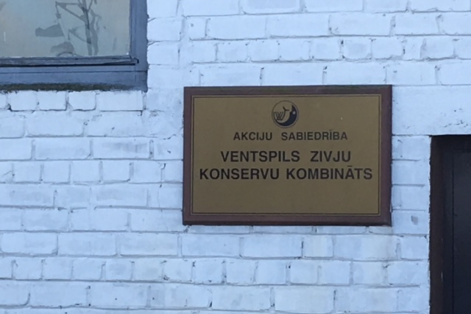 AKCIJU SABIEDRĪBA
VENTSPILS ZIVJU
KONSERVU KOMBINĀTS